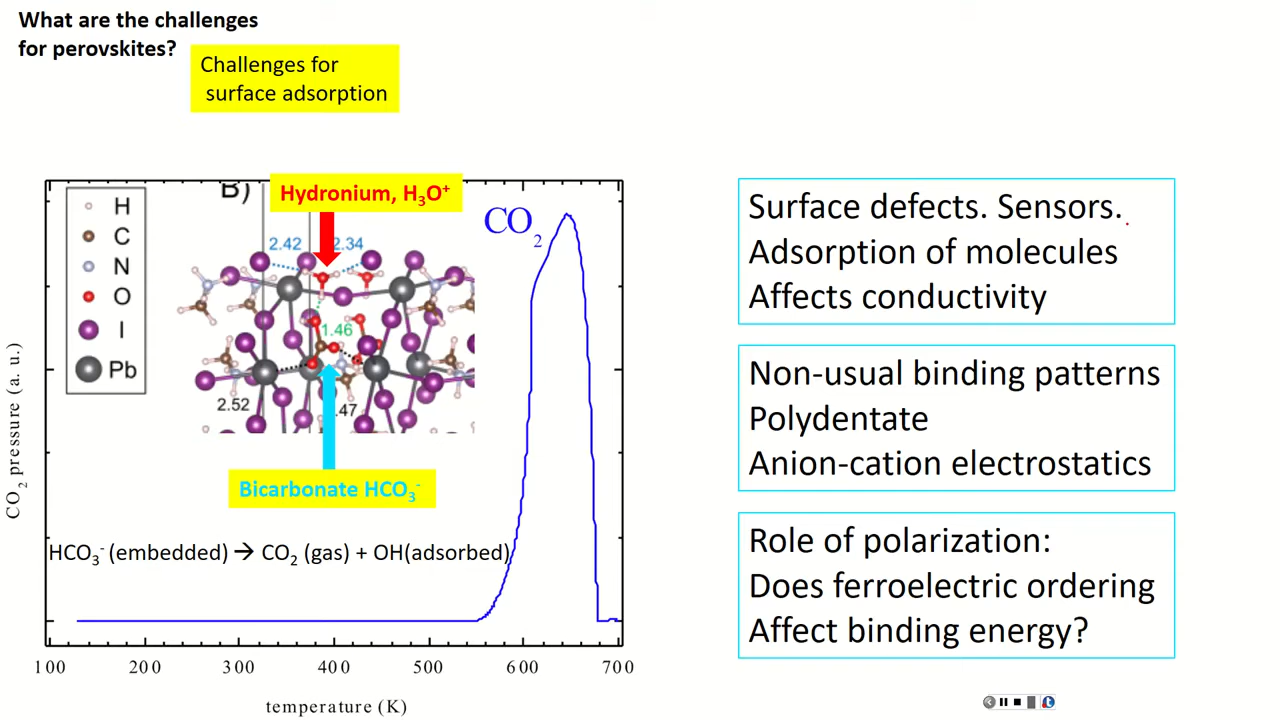 What are the challenges
for perovskites?
Challenges for
surface adsorption
B)
Hydronium, H₃O⁺
CO₂
H
C
N
O
I
Pb
2.42
2.34
1.46
2.52
.47
Bicarbonate HCO₃⁻
HCO₃⁻ (embedded) → CO₂ (gas) + OH(adsorbed)
CO₂ pressure (a. u.)
100 200 300 400 500 600 700
temperature (K)
Surface defects. Sensors.
Adsorption of molecules
Affects conductivity
Non-usual binding patterns
Polydentate
Anion-cation electrostatics
Role of polarization:
Does ferroelectric ordering
Affect binding energy?